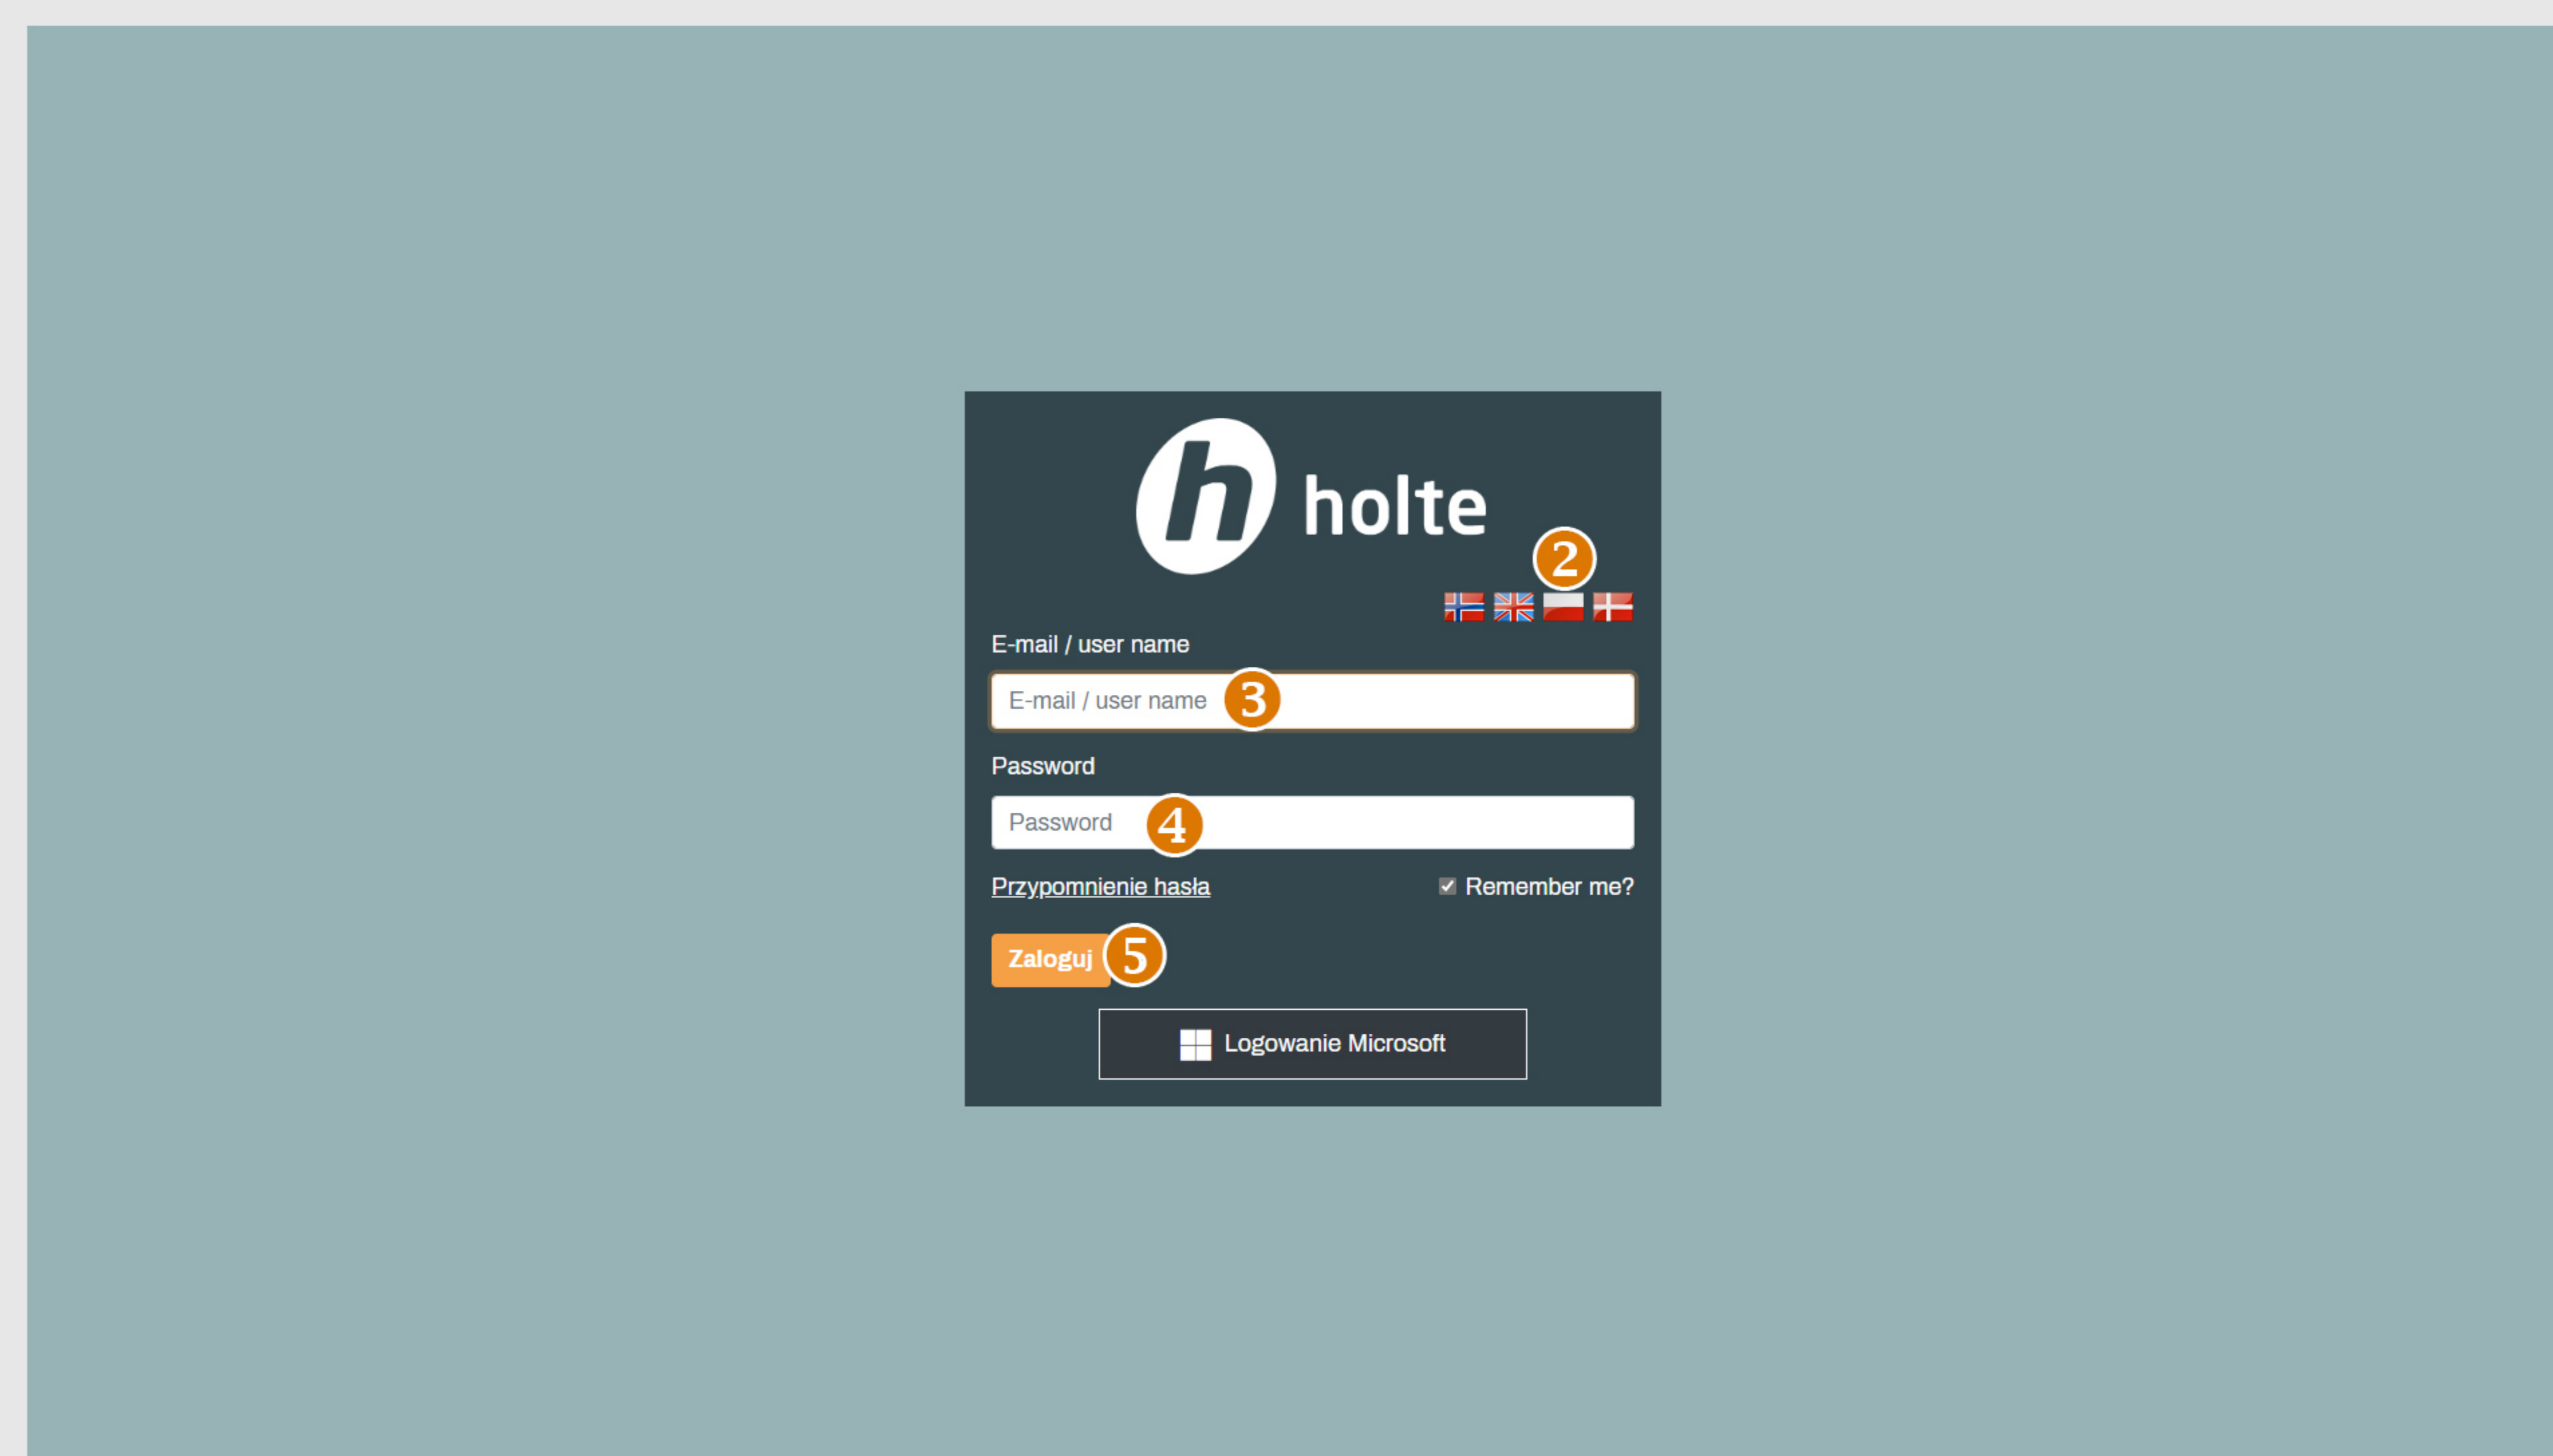 h holte
2
E-mail / user name
E-mail / user name 3
Password
Password 4
Przypomnienie hasła Remember me?
Zaloguj 5
Logowanie Microsoft